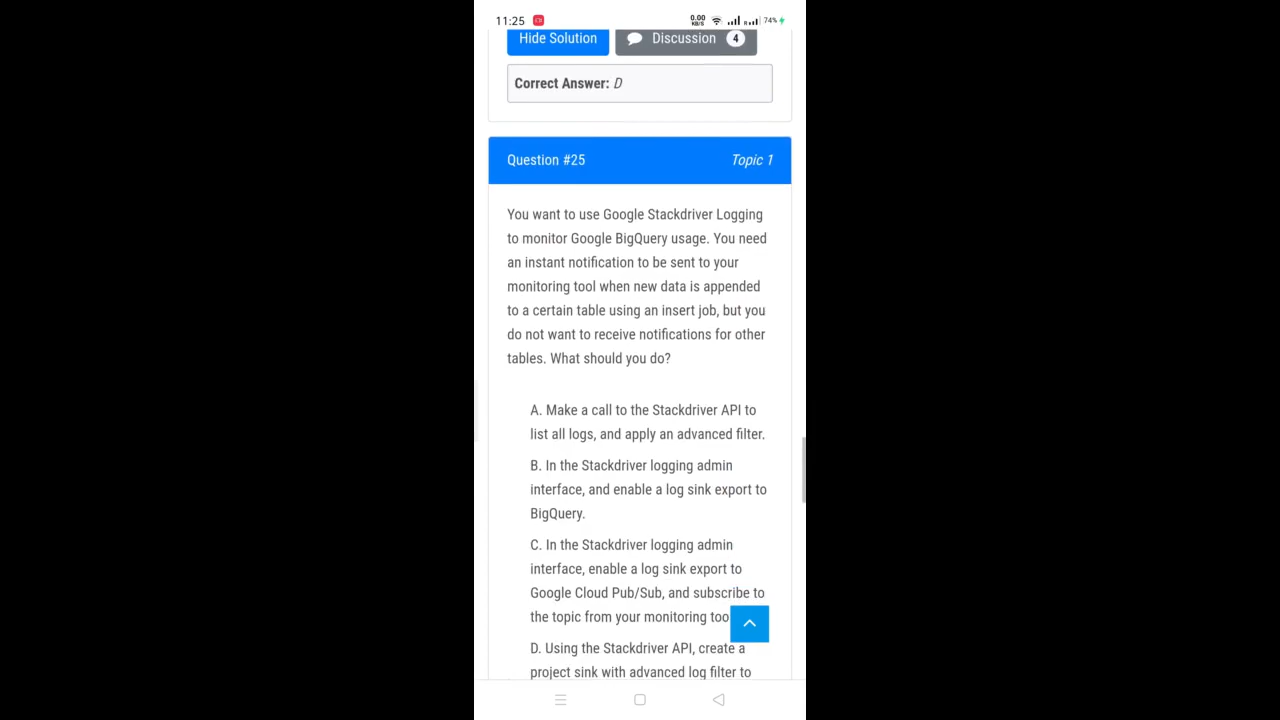 11:25
0.00
KB/S
R
74%
Hide Solution
Discussion 4
Correct Answer: D
Question #25
Topic 1
You want to use Google Stackdriver Logging
to monitor Google BigQuery usage. You need
an instant notification to be sent to your
monitoring tool when new data is appended
to a certain table using an insert job, but you
do not want to receive notifications for other
tables. What should you do?
A. Make a call to the Stackdriver API to
list all logs, and apply an advanced filter.
B. In the Stackdriver logging admin
interface, and enable a log sink export to
BigQuery.
C. In the Stackdriver logging admin
interface, enable a log sink export to
Google Cloud Pub/Sub, and subscribe to
the topic from your monitoring too
D. Using the Stackdriver API, create a
project sink with advanced log filter to